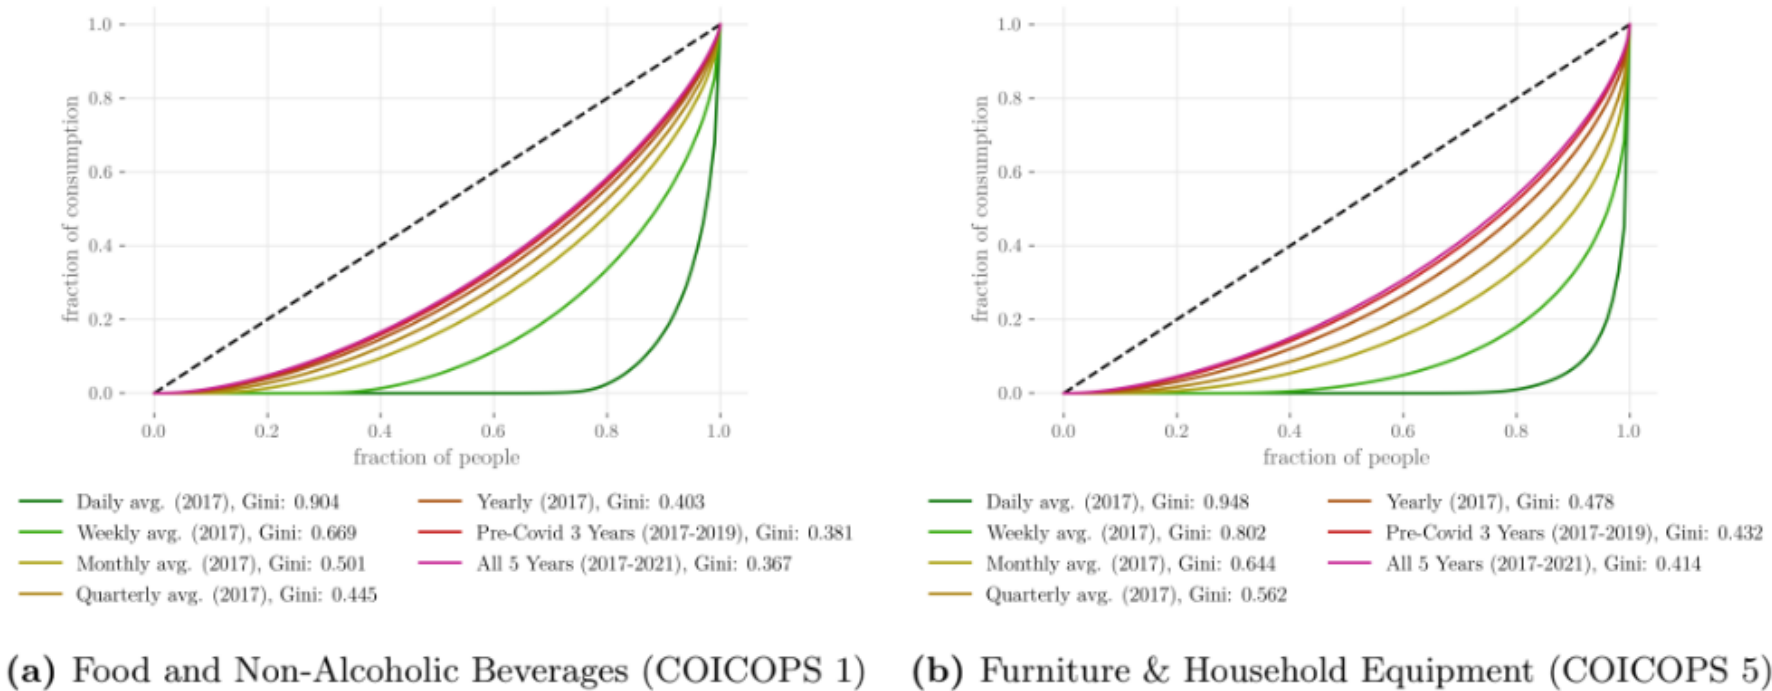 1.0
0.8
0.6
0.4
0.2
0.0
fraction of consumption
0.0 0.2 0.4 0.6 0.8 1.0
fraction of people
Daily avg. (2017), Gini: 0.904
Weekly avg. (2017), Gini: 0.669
Monthly avg. (2017), Gini: 0.501
Quarterly avg. (2017), Gini: 0.445
Yearly (2017), Gini: 0.403
Pre-Covid 3 Years (2017-2019), Gini: 0.381
All 5 Years (2017-2021), Gini: 0.367
(a) Food and Non-Alcoholic Beverages (COICOPS 1)
1.0
0.8
0.6
0.4
0.2
0.0
fraction of consumption
0.0 0.2 0.4 0.6 0.8 1.0
fraction of people
Daily avg. (2017), Gini: 0.948
Weekly avg. (2017), Gini: 0.802
Monthly avg. (2017), Gini: 0.644
Quarterly avg. (2017), Gini: 0.562
Yearly (2017), Gini: 0.478
Pre-Covid 3 Years (2017-2019), Gini: 0.432
All 5 Years (2017-2021), Gini: 0.414
(b) Furniture & Household Equipment (COICOPS 5)